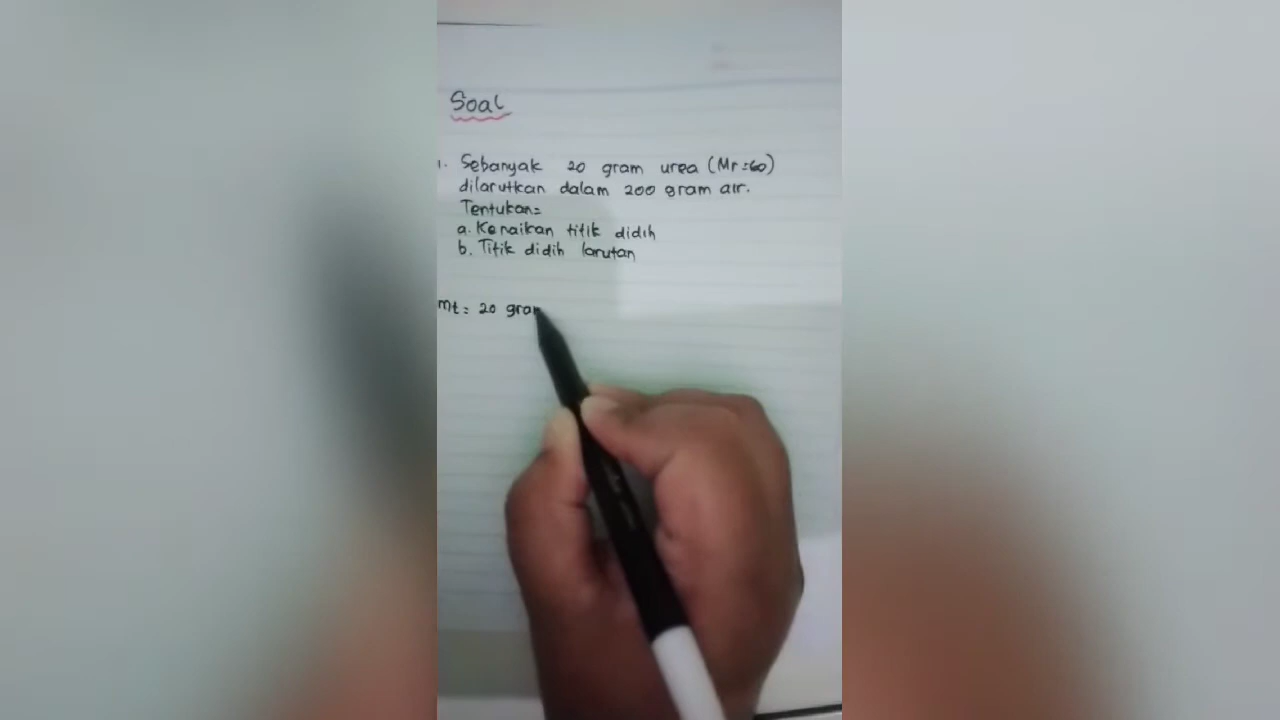 Soal
1. Sebanyak 20 gram urea (Mr=60)
dilarutkan dalam 200 gram air.
Tentukan=
a. Kenaikan titik didih
b. Titik didih larutan
Mt= 20 gram